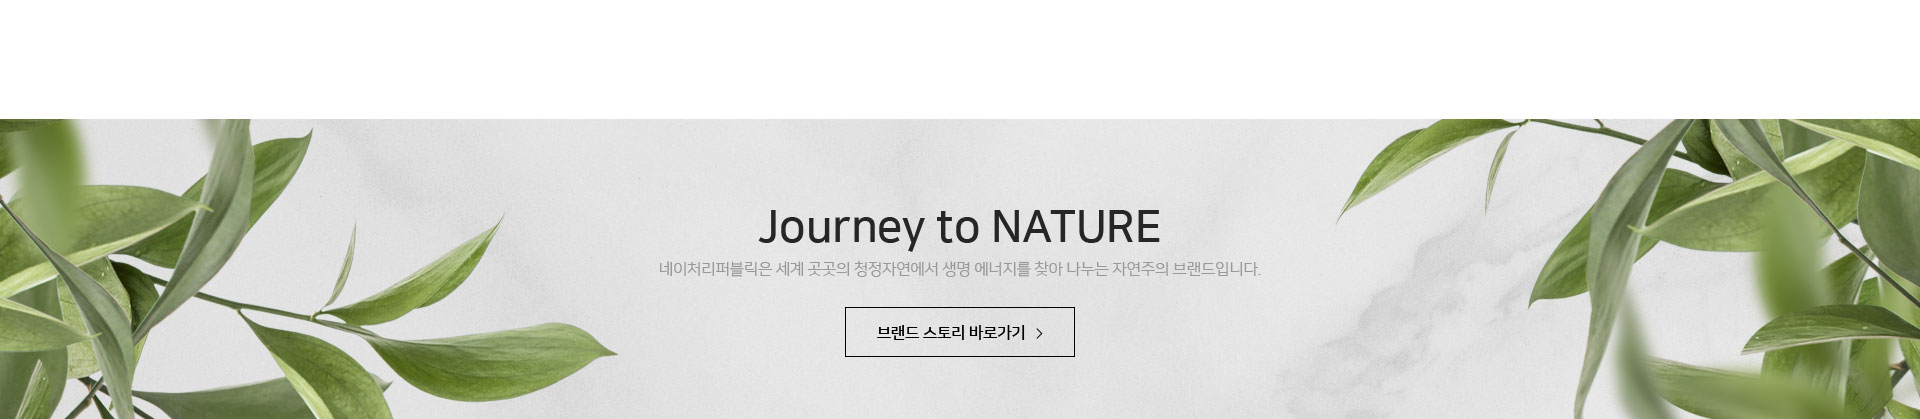 Journey to NATURE
네이처리퍼블릭은 세계 곳곳의 청정자연에서 생명 에너지를 찾아 나누는 자연주의 브랜드입니다.
브랜드 스토리 바로가기 >